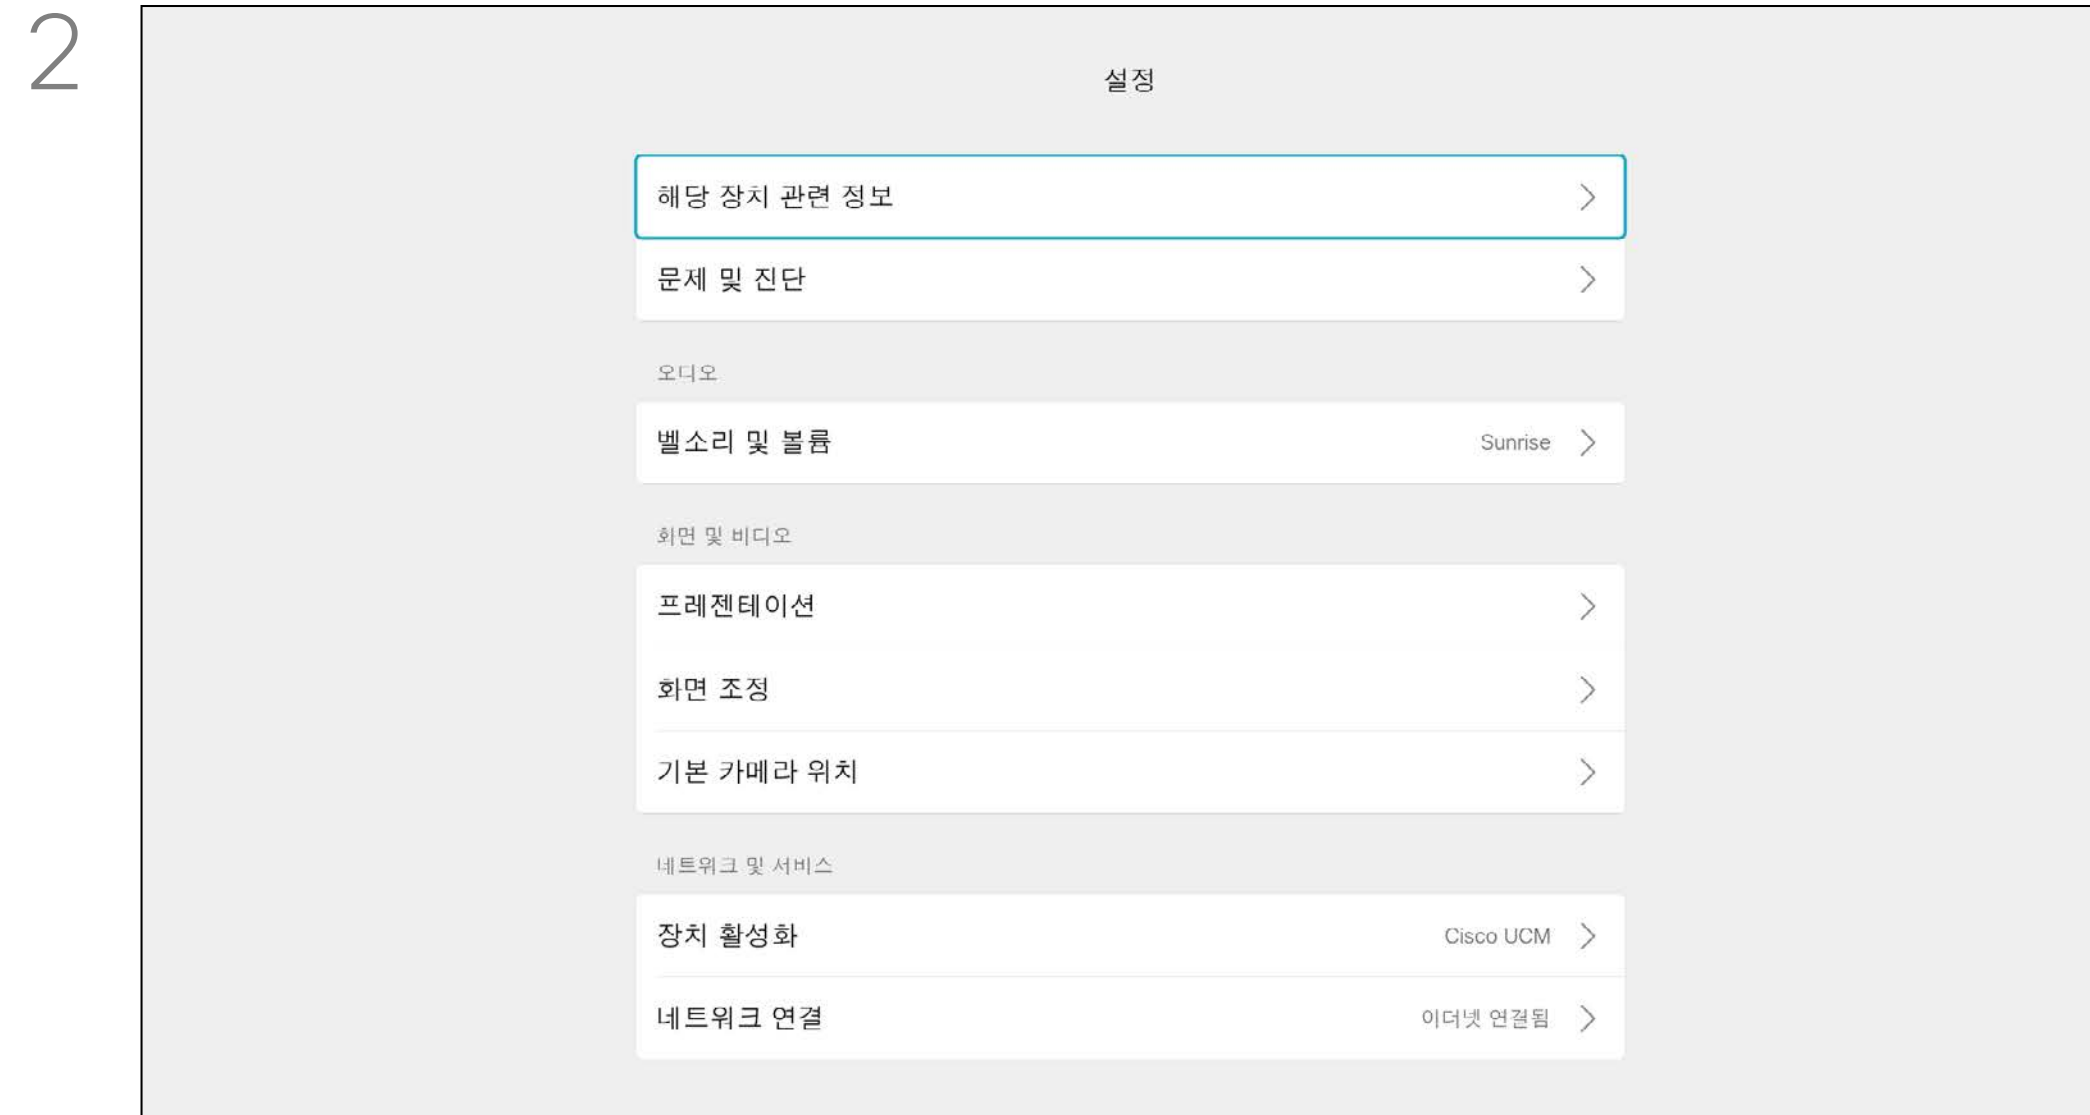 2
설정
해당 장치 관련 정보
문제 및 진단
오디오
벨소리 및 볼륨 Sunrise
화면 및 비디오
프레젠테이션
화면 조정
기본 카메라 위치
네트워크 및 서비스
장치 활성화 Cisco UCM
네트워크 연결 이더넷 연결됨